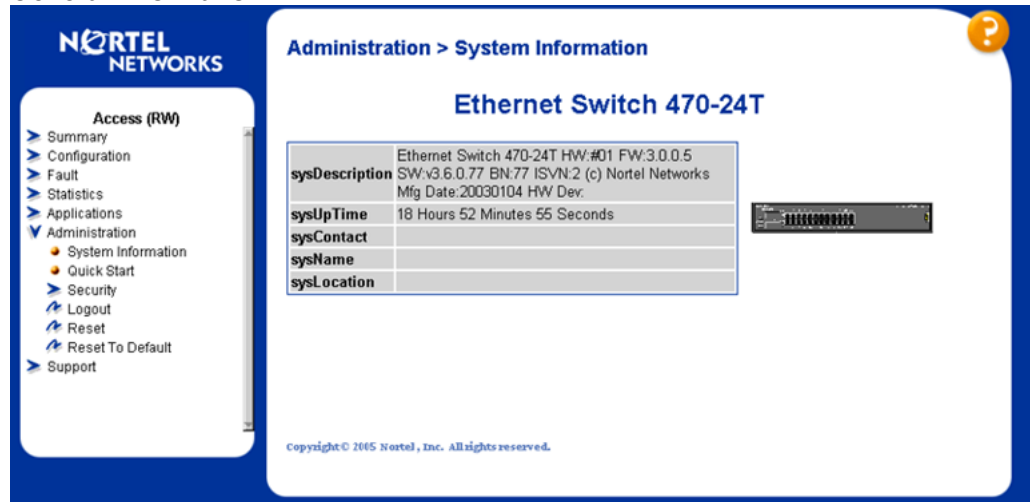 NORTEL
NETWORKS
Access (RW)
Summary
Configuration
Fault
Statistics
Applications
Administration
System Information
Quick Start
Security
Logout
Reset
Reset To Default
Support
Administration > System Information
?
Ethernet Switch 470-24T
sysDescription
Ethernet Switch 470-24T HW:#01 FW:3.0.0.5
SW:v3.6.0.77 BN:77 ISVN:2 (c) Nortel Networks
Mfg Date:20030104 HW Dev:
sysUpTime 18 Hours 52 Minutes 55 Seconds
sysContact
sysName
sysLocation
Copyright© 2005 Nortel, Inc. All rights reserved.